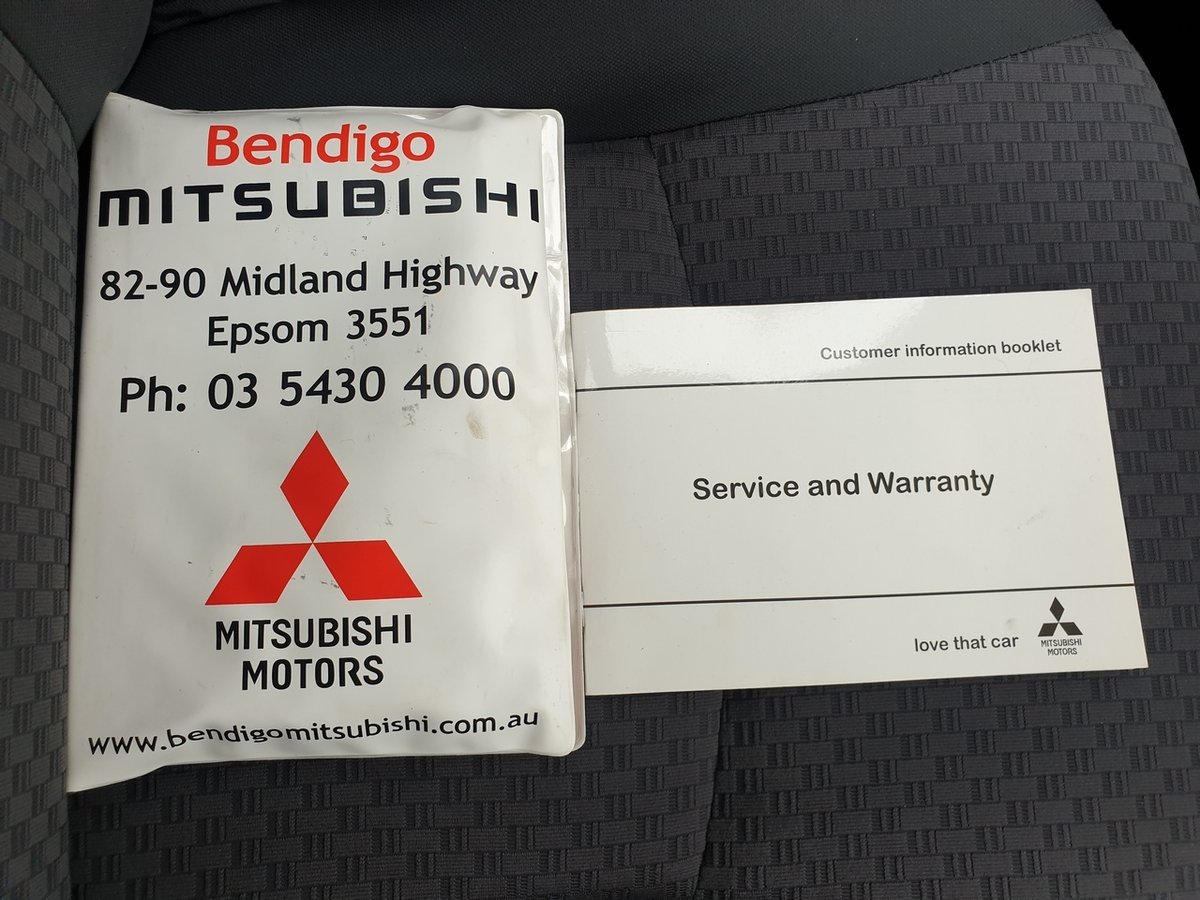 Bendigo
MITSUBISHI
82-90 Midland Highway
Epsom 3551
Ph: 03 5430 4000
MITSUBISHI
MOTORS
www.bendigomitsubishi.com.au
Customer information booklet
Service and Warranty
love that car
MITSUBISHI
MOTORS